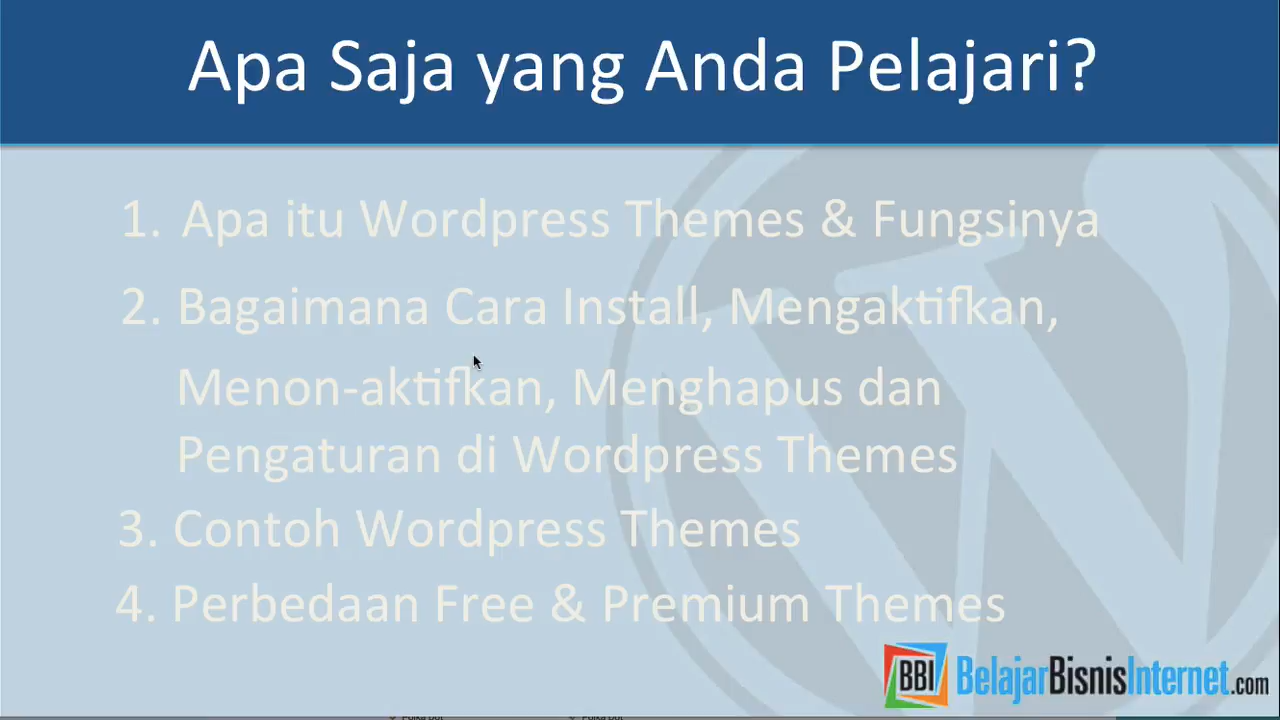 Apa Saja yang Anda Pelajari?
1. Apa itu Wordpress Themes & Fungsinya
2. Bagaimana Cara Install, Mengaktifkan,
Menon-aktifkan, Menghapus dan
Pengaturan di Wordpress Themes
3. Contoh Wordpress Themes
4. Perbedaan Free & Premium Themes
BBI BelajarBisnisInternet.com